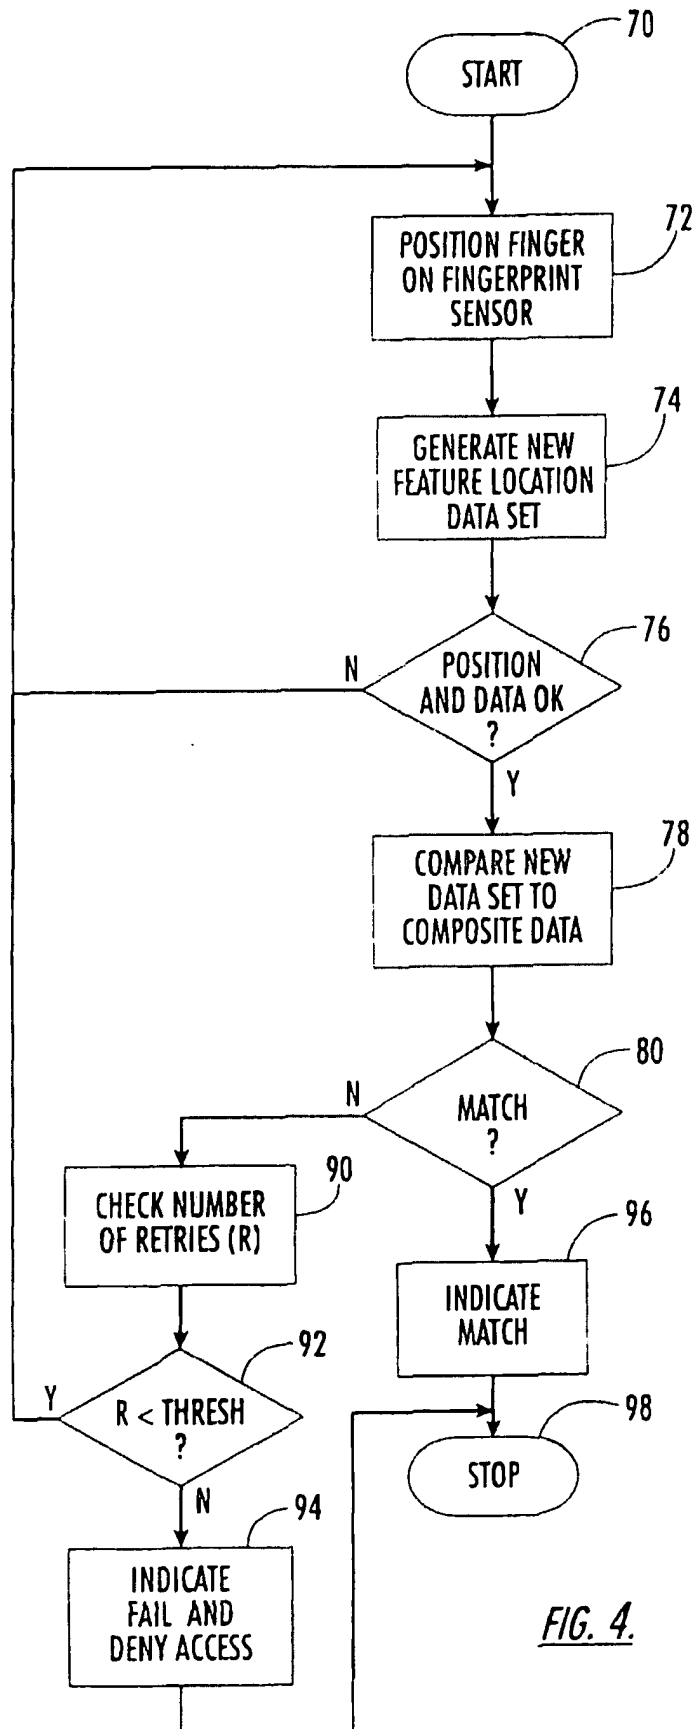 70
START
72
POSITION FINGER
ON FINGERPRINT
SENSOR
74
GENERATE NEW
FEATURE LOCATION
DATA SET
76
N
POSITION
AND DATA OK
?
Y
78
COMPARE NEW
DATA SET TO
COMPOSITE DATA
80
N
MATCH
?
Y
90
CHECK NUMBER
OF RETRIES (R)
96
INDICATE
MATCH
92
Y
R < THRESH
?
N
98
STOP
94
INDICATE
FAIL AND
DENY ACCESS
FIG. 4.